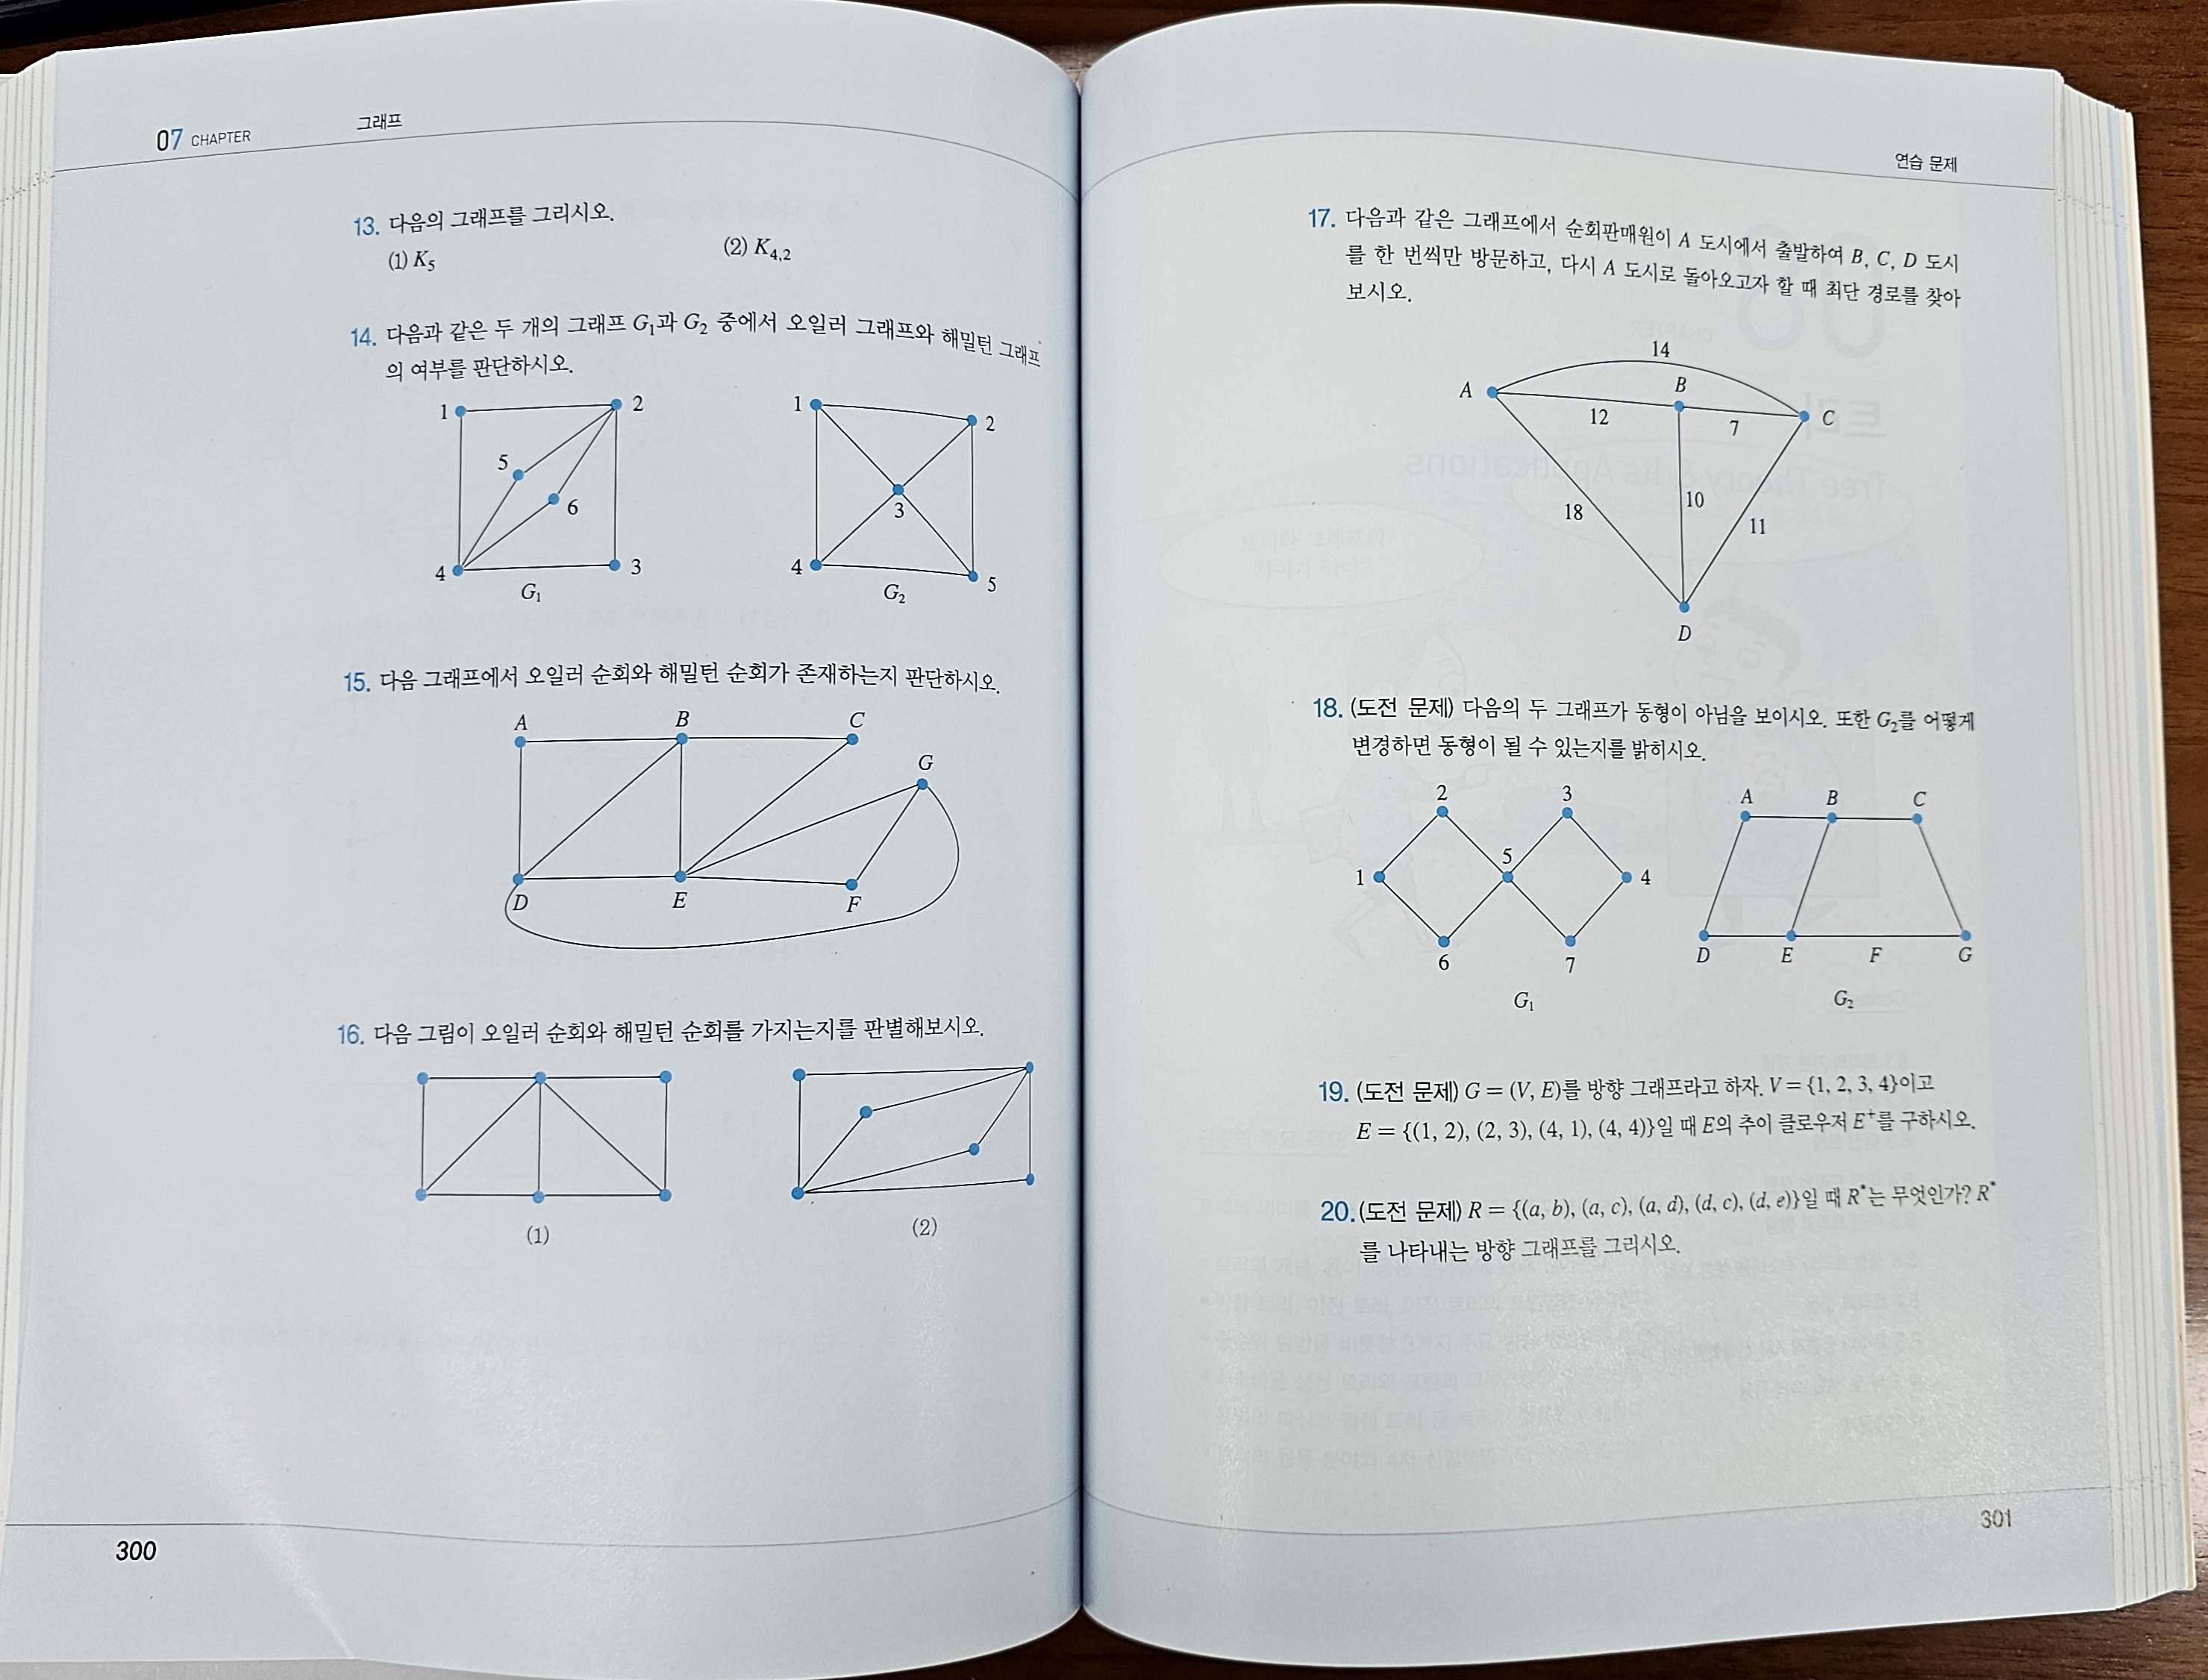 07 CHAPTER 그래프
13. 다음의 그래프를 그리시오.
(1) K₅ (2) K₄,₂
14. 다음과 같은 두 개의 그래프 G₁과 G₂ 중에서 오일러 그래프와 해밀턴 그래프
의 여부를 판단하시오.
1 2
5
6
4 3
G₁
1 2
3
4 5
G₂
15. 다음 그래프에서 오일러 순회와 해밀턴 순회가 존재하는지 판단하시오.
A B C
G
D E F
16. 다음 그림이 오일러 순회와 해밀턴 순회를 가지는지를 판별해보시오.
(1) (2)
300
연습 문제
17. 다음과 같은 그래프에서 순회판매원이 A 도시에서 출발하여 B, C, D 도시
를 한 번씩만 방문하고, 다시 A 도시로 돌아오고자 할 때 최단 경로를 찾아
보시오.
14
A B C
12 7
18 10 11
D
18. (도전 문제) 다음의 두 그래프가 동형이 아님을 보이시오. 또한 G₂를 어떻게
변경하면 동형이 될 수 있는지를 밝히시오.
2 3
1 5 4
6 7
G₁
A B C
D E F G
G₂
19. (도전 문제) G = (V, E)를 방향 그래프라고 하자. V = {1, 2, 3, 4}이고
E = {(1, 2), (2, 3), (4, 1), (4, 4)}일 때 E의 추이 클로우저 E⁺를 구하시오.
20. (도전 문제) R = {(a, b), (a, c), (a, d), (d, c), (d, e)}일 때 R*는 무엇인가? R*
를 나타내는 방향 그래프를 그리시오.
301